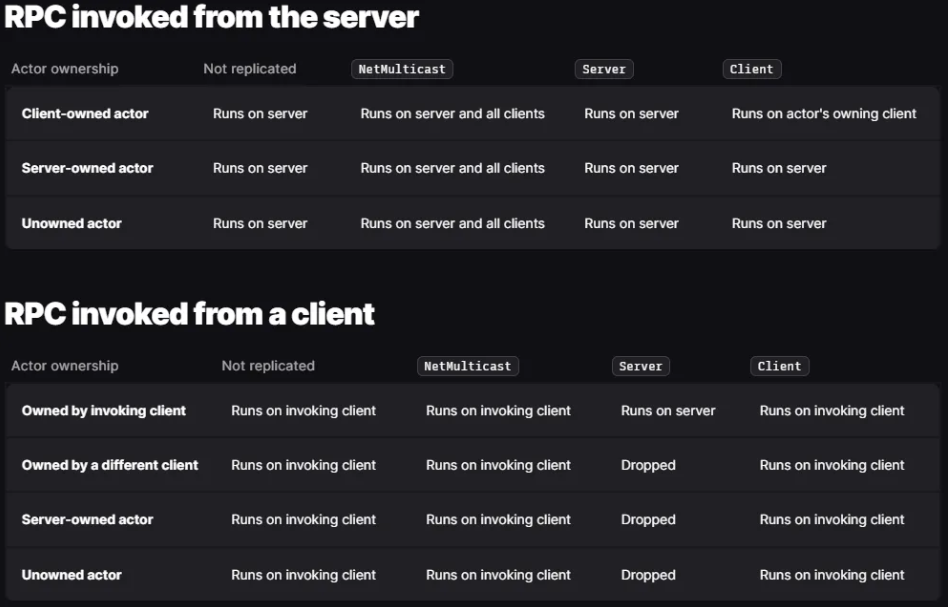 RPC invoked from the server
Actor ownership Not replicated NetMulticast Server Client
Client-owned actor Runs on server Runs on server and all clients Runs on server Runs on actor's owning client
Server-owned actor Runs on server Runs on server and all clients Runs on server Runs on server
Unowned actor Runs on server Runs on server and all clients Runs on server Runs on server
RPC invoked from a client
Actor ownership Not replicated NetMulticast Server Client
Owned by invoking client Runs on invoking client Runs on invoking client Runs on server Runs on invoking client
Owned by a different client Runs on invoking client Runs on invoking client Dropped Runs on invoking client
Server-owned actor Runs on invoking client Runs on invoking client Dropped Runs on invoking client
Unowned actor Runs on invoking client Runs on invoking client Dropped Runs on invoking client